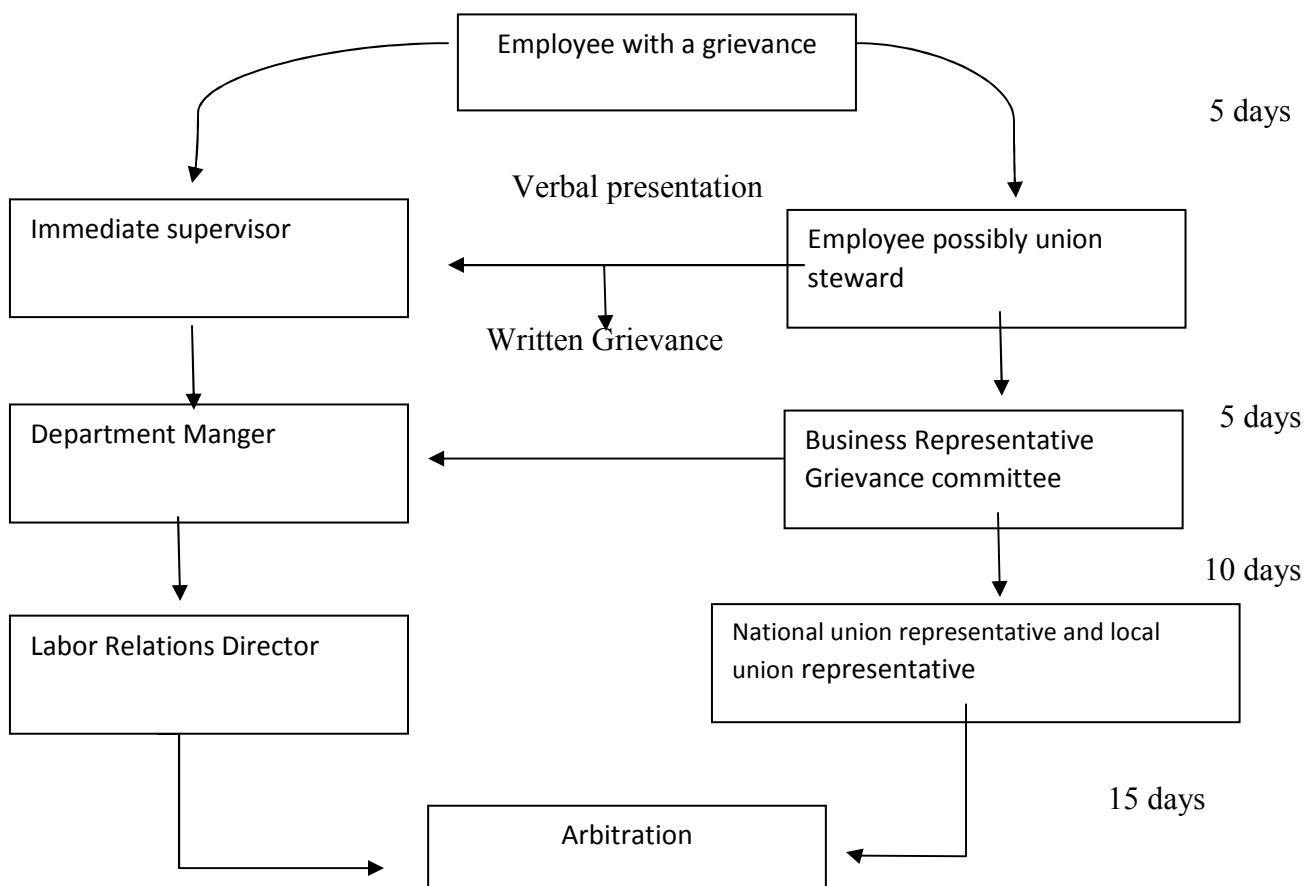 Employee with a grievance
5 days
Verbal presentation
Immediate supervisor
Employee possibly union
steward
Written Grievance
Department Manger
Business Representative
Grievance committee
5 days
10 days
Labor Relations Director
National union representative and local
union representative
15 days
Arbitration